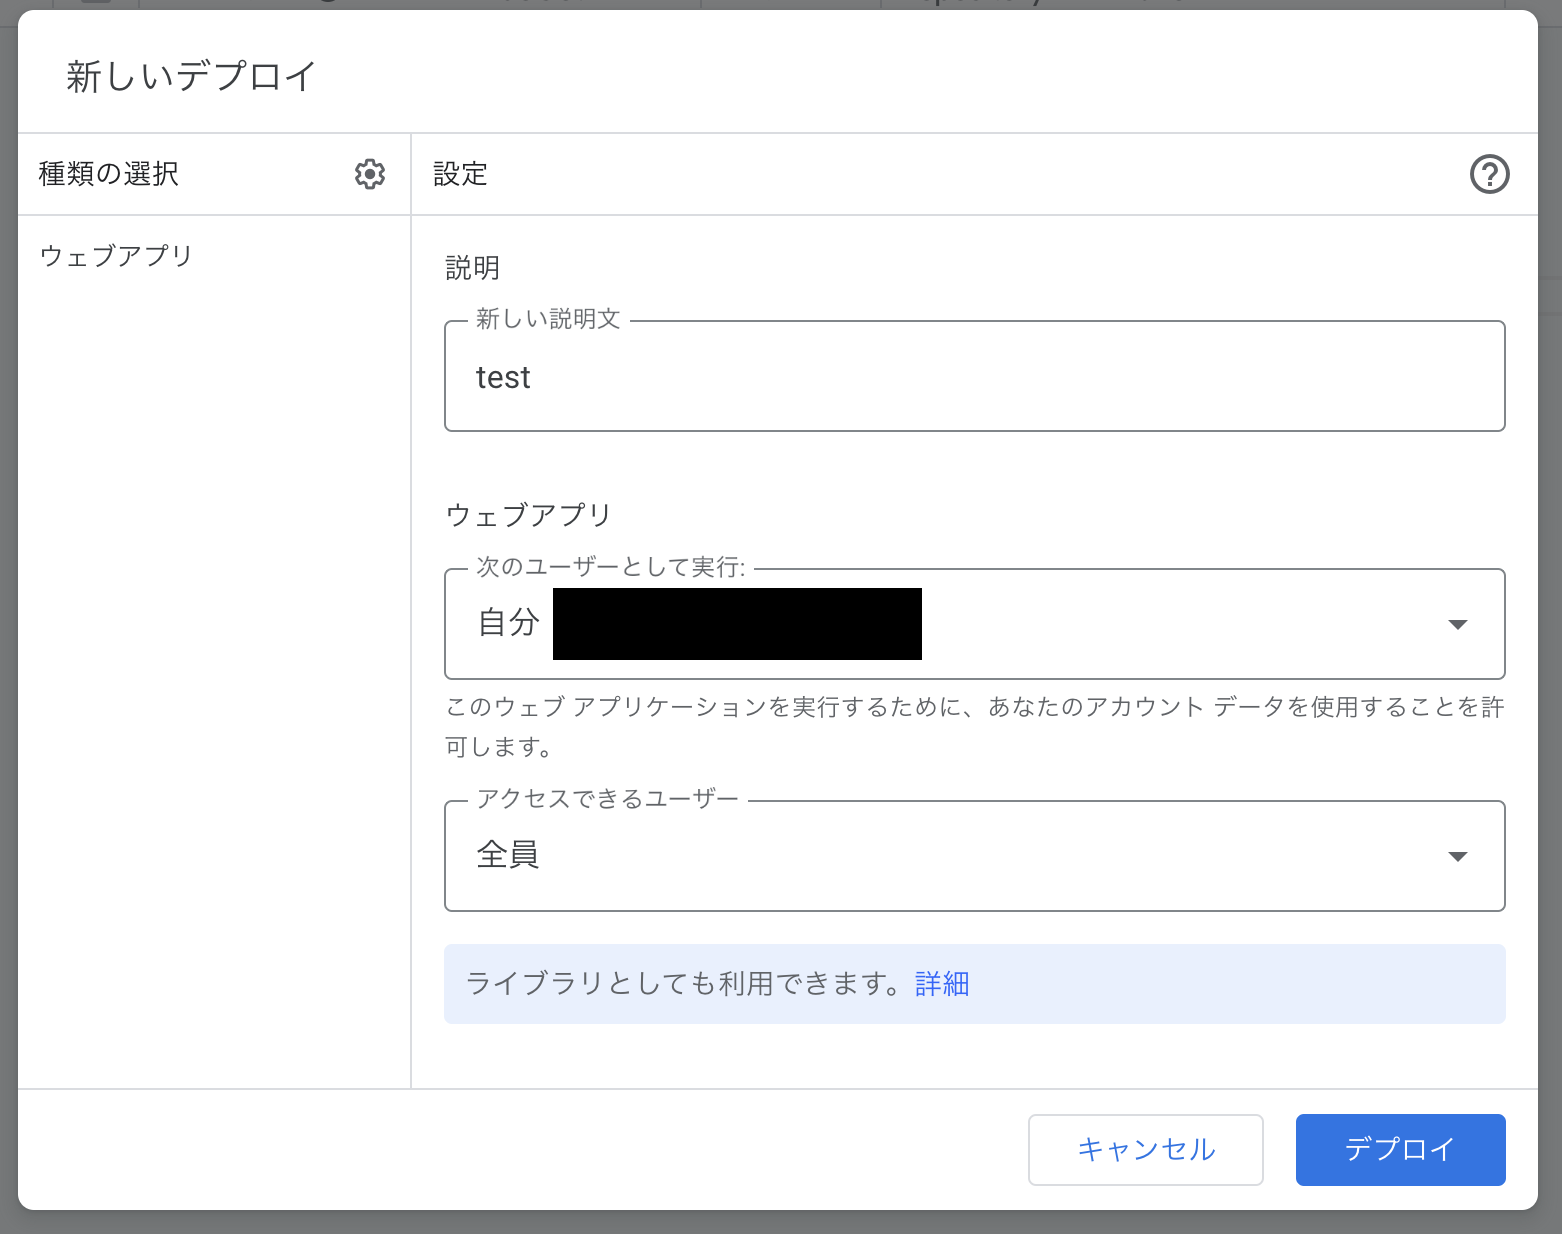 新しいデプロイ
種類の選択
設定
ウェブアプリ
説明
新しい説明文
test
ウェブアプリ
次のユーザーとして実行:
自分
このウェブ アプリケーションを実行するために、あなたのアカウント データを使用することを許
可します。
アクセスできるユーザー
全員
ライブラリとしても利用できます。詳細
キャンセル
デプロイ